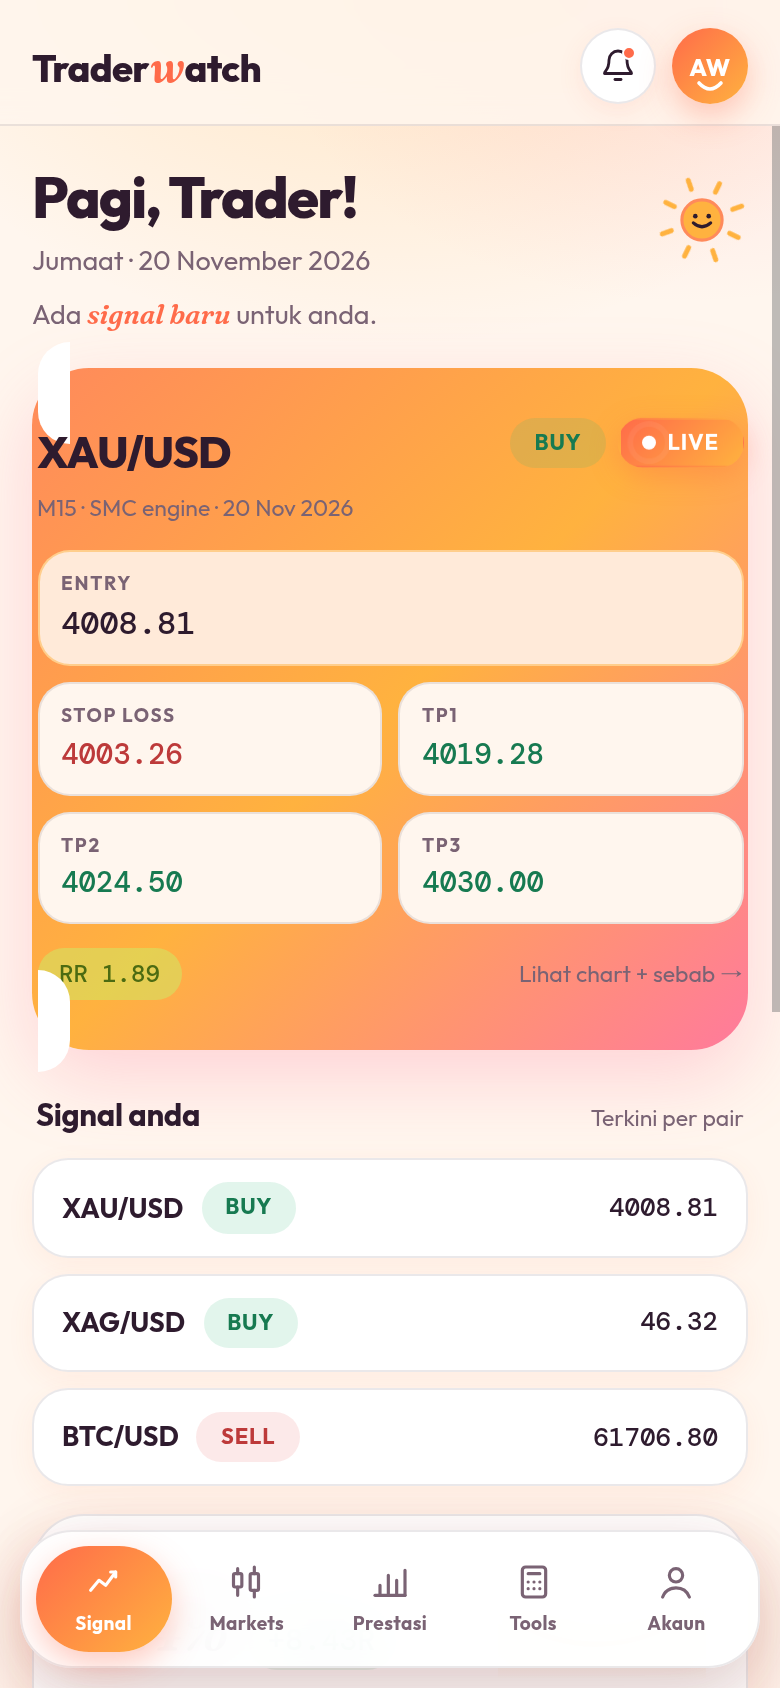 Traderwatch
AW
Pagi, Trader!
Jumaat · 20 November 2026
Ada signal baru untuk anda.
XAU/USD
BUY
LIVE
M15 · SMC engine · 20 Nov 2026
ENTRY
4008.81
STOP LOSS
4003.26
TP1
4019.28
TP2
4024.50
TP3
4030.00
RR 1.89
Lihat chart + sebab →
Signal anda
Terkini per pair
XAU/USD BUY 4008.81
XAG/USD BUY 46.32
BTC/USD SELL 61706.80
Signal
Markets
Prestasi
Tools
Akaun